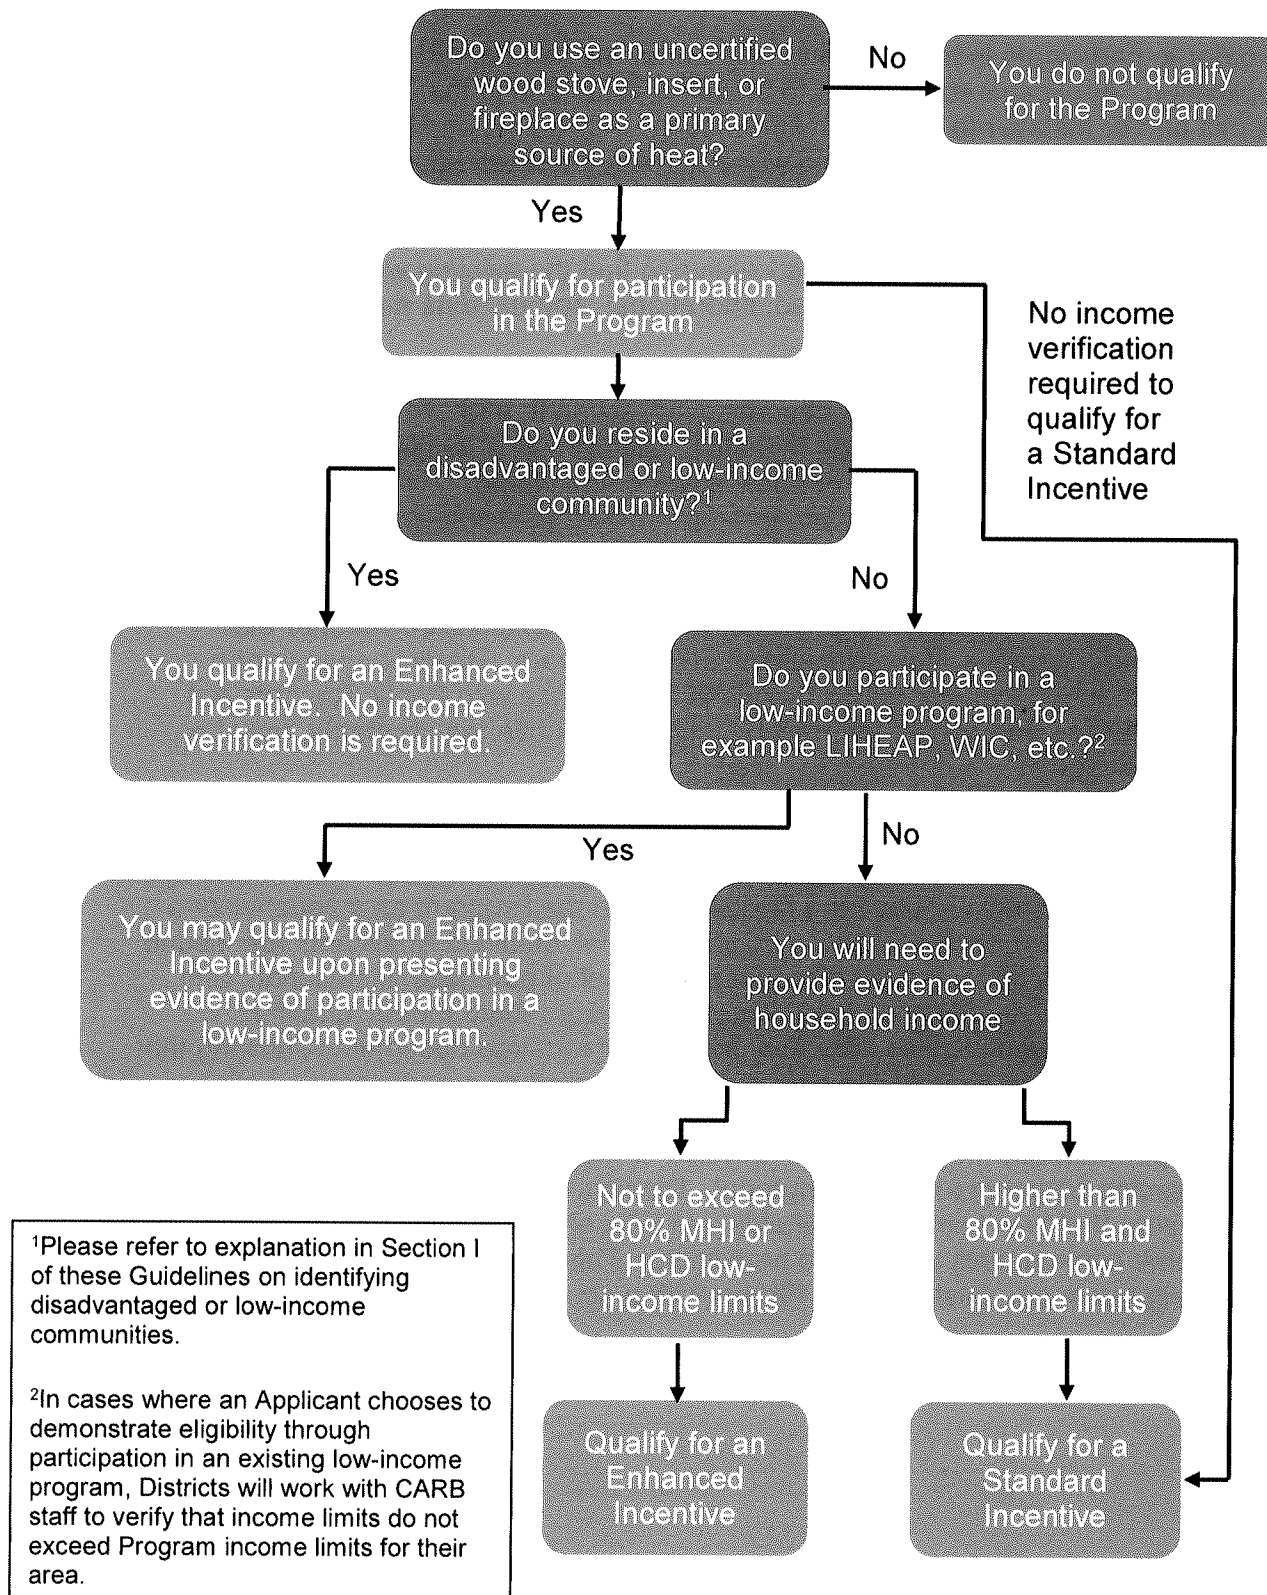 Do you use an uncertified
wood stove, insert, or
fireplace as a primary
source of heat?
No
You do not qualify
for the Program
Yes
You qualify for participation
in the Program
No income
verification
required to
qualify for
a Standard
Incentive
Do you reside in a
disadvantaged or low-income
community?¹
Yes
No
You qualify for an Enhanced
Incentive. No income
verification is required.
Do you participate in a
low-income program, for
example LIHEAP, WIC, etc.?²
Yes
No
You may qualify for an Enhanced
Incentive upon presenting
evidence of participation in a
low-income program.
You will need to
provide evidence of
household income
Not to exceed
80% MHI or
HCD low-
income limits
Higher than
80% MHI and
HCD low-
income limits
Qualify for an
Enhanced
Incentive
Qualify for a
Standard
Incentive
¹Please refer to explanation in Section I
of these Guidelines on identifying
disadvantaged or low-income
communities.
²In cases where an Applicant chooses to
demonstrate eligibility through
participation in an existing low-income
program, Districts will work with CARB
staff to verify that income limits do not
exceed Program income limits for their
area.